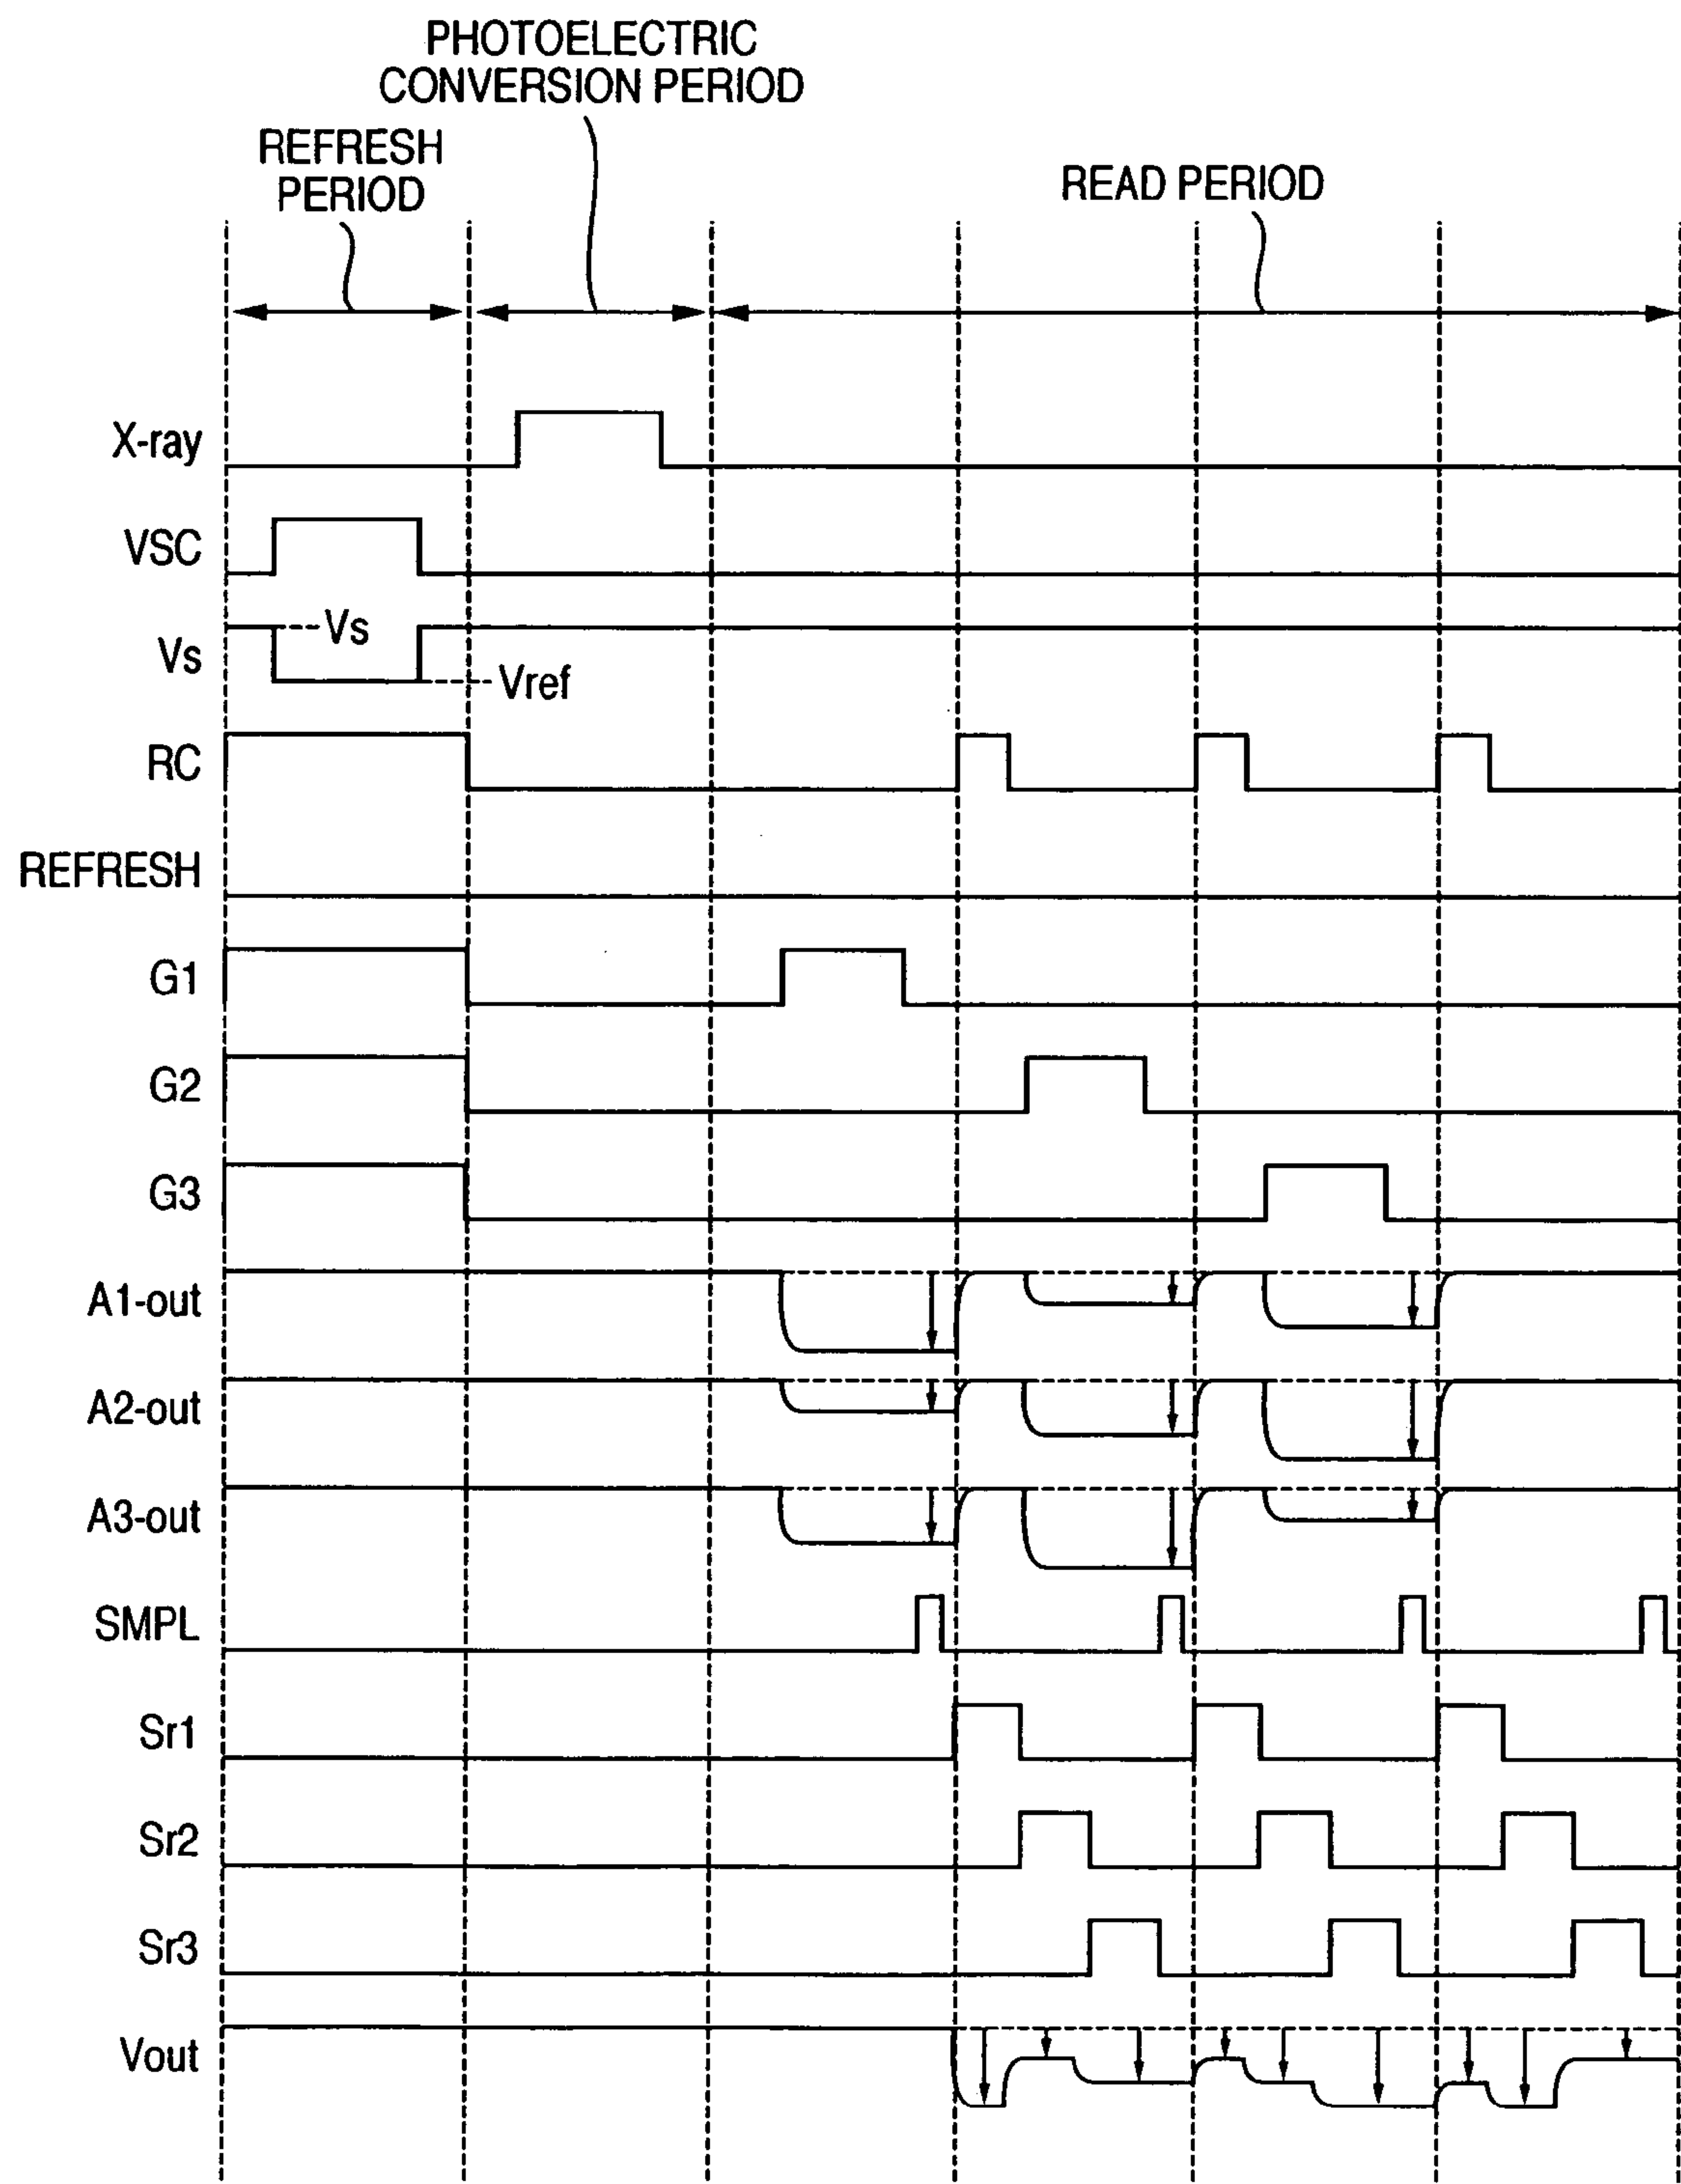 PHOTOELECTRIC
CONVERSION PERIOD
REFRESH
PERIOD
READ PERIOD
X-ray
VSC
Vs
Vs
Vref
RC
REFRESH
G1
G2
G3
A1-out
A2-out
A3-out
SMPL
Sr1
Sr2
Sr3
Vout